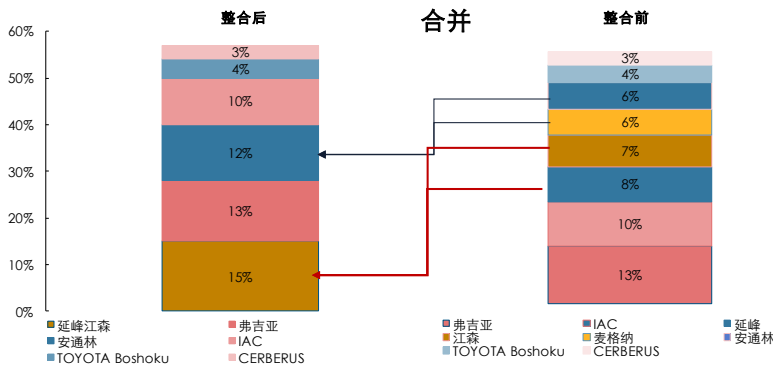 整合后
合并
整合前
60%
50%
40%
30%
20%
10%
0%
3%
4%
10%
12%
13%
15%
3%
4%
6%
6%
7%
8%
10%
13%
延峰江森
弗吉亚
安通林
IAC
TOYOTA Boshoku
CERBERUS
弗吉亚
IAC
延峰
江森
麦格纳
安通林
TOYOTA Boshoku
CERBERUS